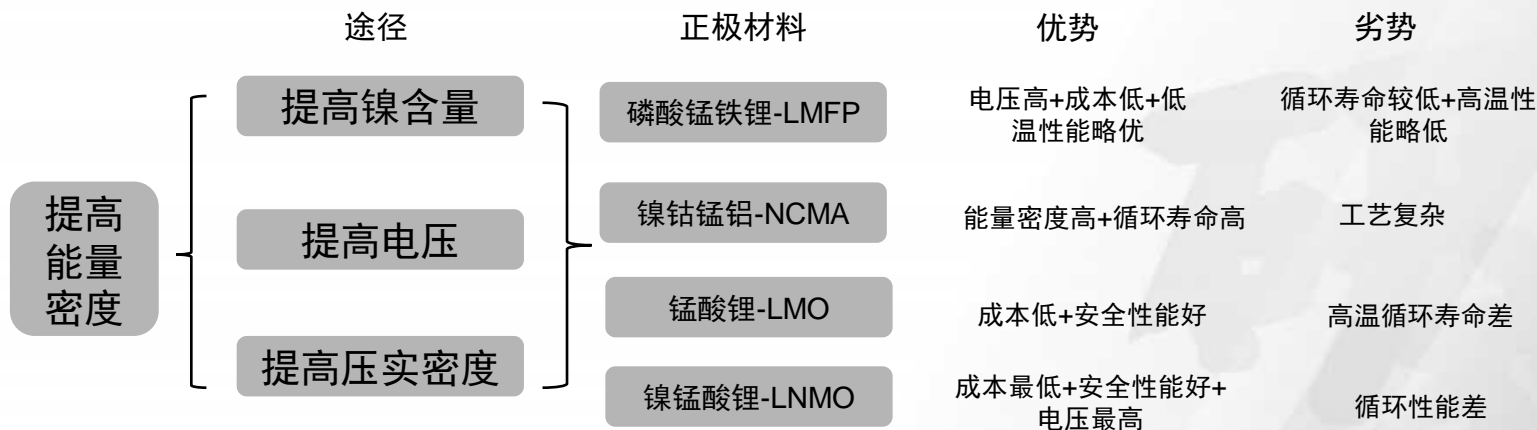 途径
正极材料
优势
劣势
提高
能量
密度
提高镍含量
提高电压
提高压实密度
磷酸锰铁锂-LMFP
电压高+成本低+低
温性能略优
循环寿命较低+高温性
能略低
镍钴锰铝-NCMA
能量密度高+循环寿命高
工艺复杂
锰酸锂-LMO
成本低+安全性能好
高温循环寿命差
镍锰酸锂-LNMO
成本最低+安全性能好+
电压最高
循环性能差